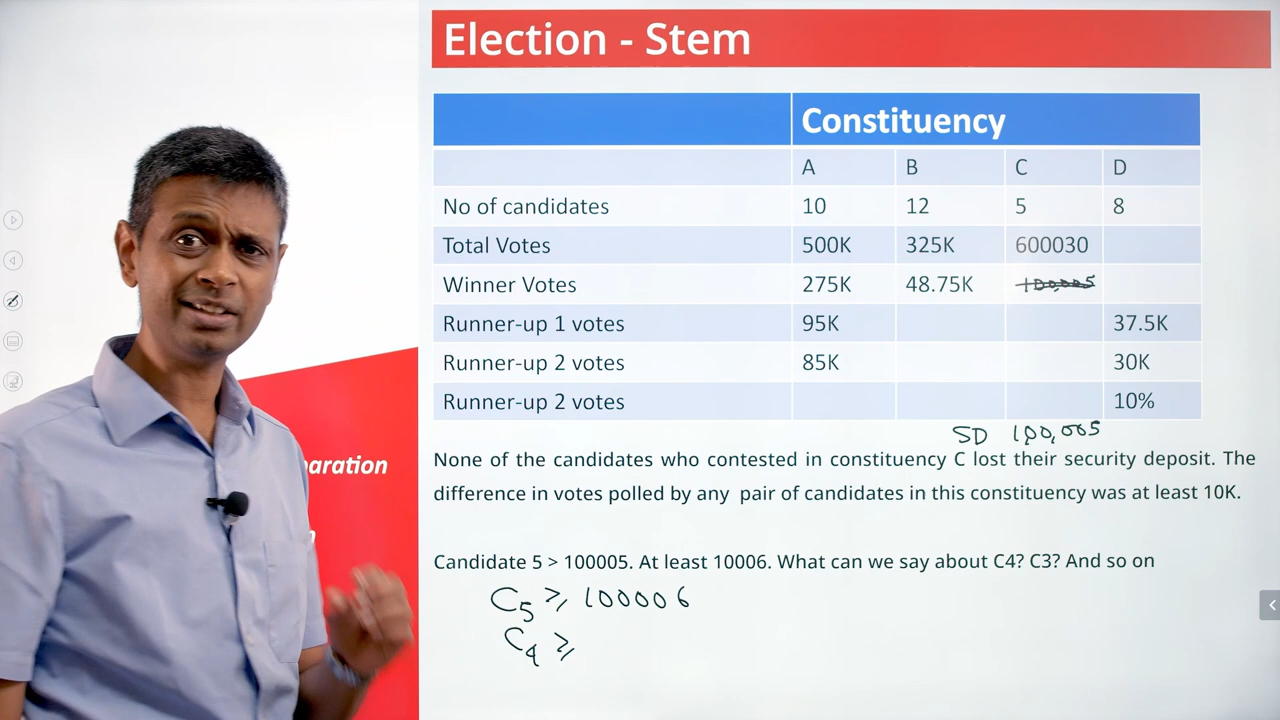 Election - Stem
Constituency
A B C D
No of candidates 10 12 5 8
Total Votes 500K 325K 600030
Winner Votes 275K 48.75K 100,005
Runner-up 1 votes 95K 37.5K
Runner-up 2 votes 85K 30K
Runner-up 2 votes 10%
SD 100,005
paration
None of the candidates who contested in constituency C lost their security deposit. The
difference in votes polled by any pair of candidates in this constituency was at least 10K.
Candidate 5 > 100005. At least 10006. What can we say about C4? C3? And so on
C5 ⩾ 100006
C4 ⩾